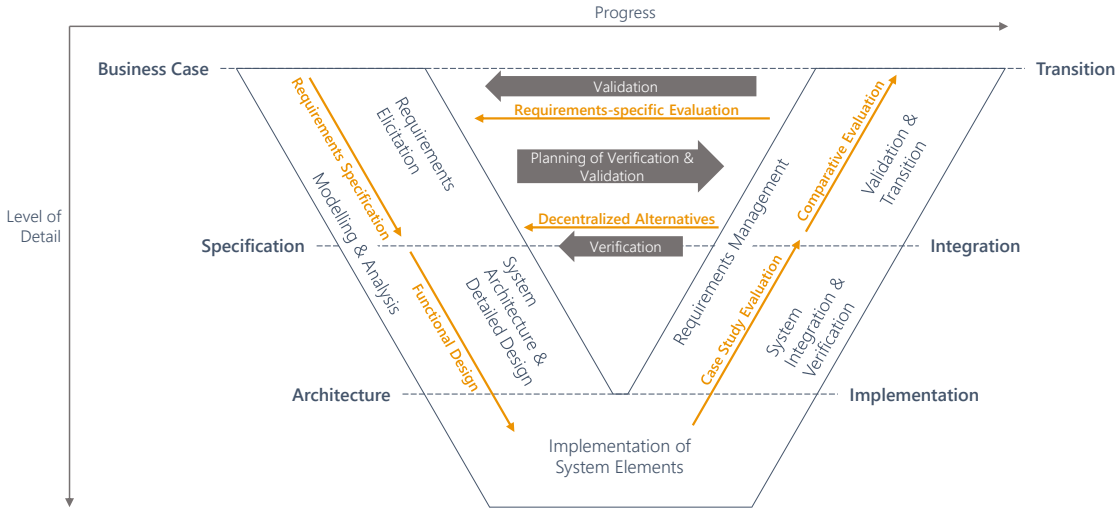 Progress
Business Case
Transition
Validation
Requirements-specific Evaluation
Requirements Specification
Requirements
Elicitation
Planning of Verification &
Validation
Comparative Evaluation
Validation &
Transition
Level of
Detail
Modelling & Analysis
Requirements Management
Decentralized Alternatives
Specification
Verification
Integration
Functional Design
System
Architecture &
Detailed Design
Case Study Evaluation
System
Integration &
Verification
Architecture
Implementation
Implementation of
System Elements